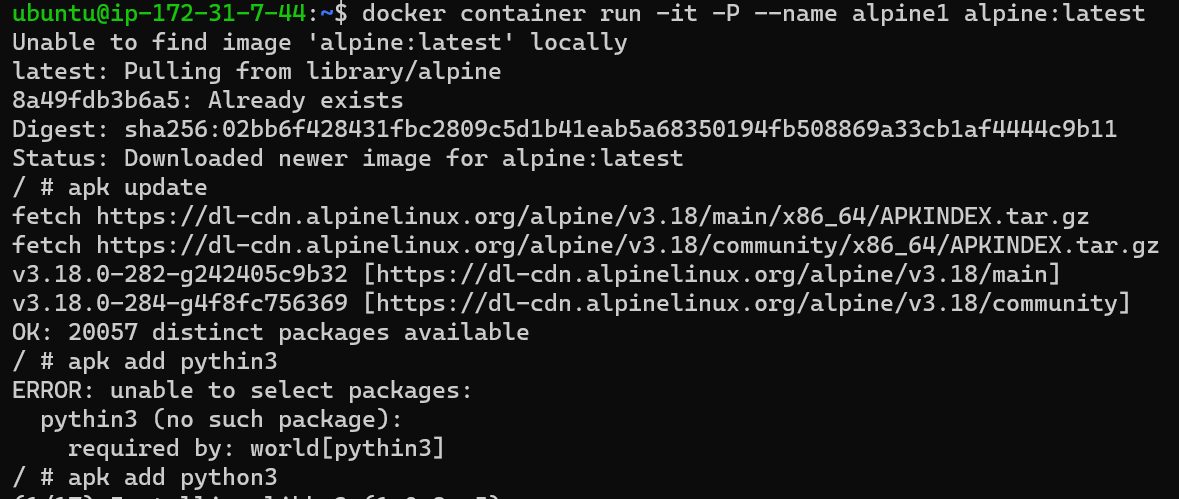 ubuntu@ip-172-31-7-44:~$ docker container run -it -P --name alpine1 alpine:latest
Unable to find image 'alpine:latest' locally
latest: Pulling from library/alpine
8a49fdb3b6a5: Already exists
Digest: sha256:02bb6f428431fbc2809c5d1b41eab5a68350194fb508869a33cb1af4444c9b11
Status: Downloaded newer image for alpine:latest
/ # apk update
fetch https://dl-cdn.alpinelinux.org/alpine/v3.18/main/x86_64/APKINDEX.tar.gz
fetch https://dl-cdn.alpinelinux.org/alpine/v3.18/community/x86_64/APKINDEX.tar.gz
v3.18.0-282-g242405c9b32 [https://dl-cdn.alpinelinux.org/alpine/v3.18/main]
v3.18.0-284-g4f8fc756369 [https://dl-cdn.alpinelinux.org/alpine/v3.18/community]
OK: 20057 distinct packages available
/ # apk add pythin3
ERROR: unable to select packages:
  pythin3 (no such package):
    required by: world[pythin3]
/ # apk add python3